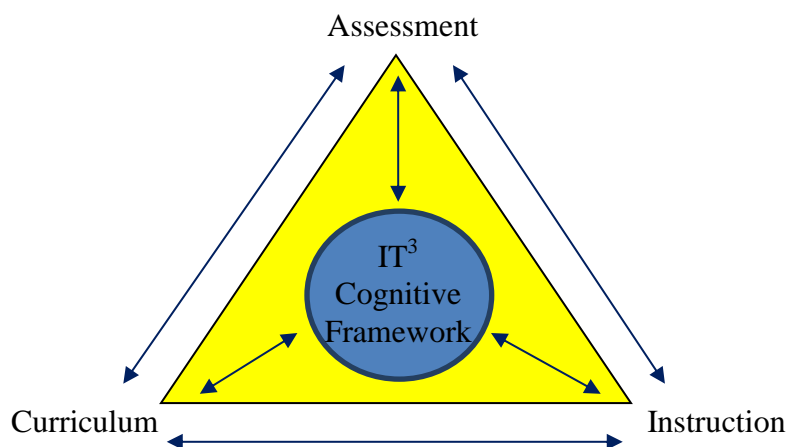 Assessment
IT³
Cognitive
Framework
Curriculum
Instruction